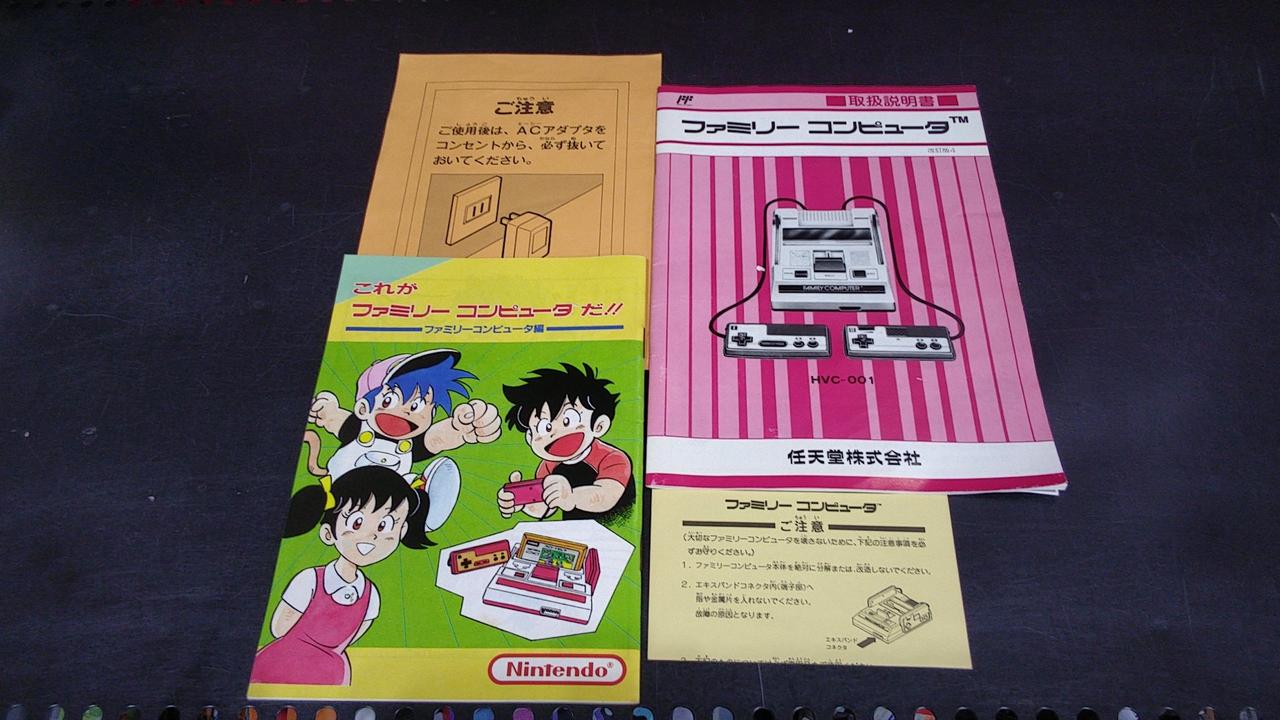 ご注意
ご使用後は、ACアダプタを
コンセントから、必ず抜いて
おいてください。
取扱説明書
ファミリー コンピュータ™
改訂版4
FAMILY COMPUTER
HVC-001
任天堂株式会社
これが
ファミリー コンピュータ だ!!
ファミリーコンピュータ編
Nintendo®
ファミリー コンピュータ™
ご注意
(大切なファミリーコンピュータを壊さないために、下記の注意事項を必
ずお守りください。)
1. ファミリーコンピュータ本体を絶対に分解または、改造しないでください。
2. エキスパンドコネクタ内(端子部)へ
指や金属片を入れないでください。
故障の原因となります。
エキスパンド
コネクタ